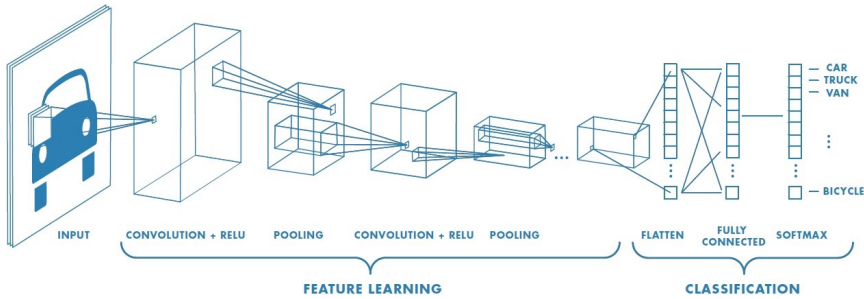 CAR
TRUCK
VAN
BICYCLE
INPUT
CONVOLUTION + RELU
POOLING
CONVOLUTION + RELU
POOLING
FLATTEN
FULLY
CONNECTED
SOFTMAX
FEATURE LEARNING
CLASSIFICATION